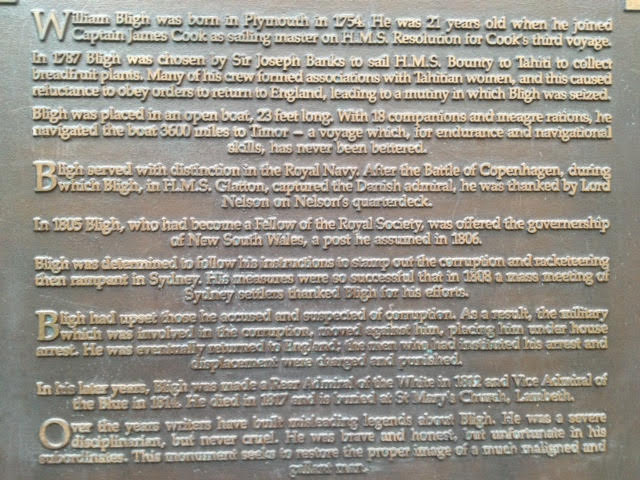 William Bligh was born in Plymouth in 1754. He was 21 years old when he joined
Captain James Cook as sailing master on H.M.S. Resolution for Cook's third voyage.
In 1787 Bligh was chosen by Sir Joseph Banks to sail H.M.S. Bounty to Tahiti to collect
breadfruit plants. Many of his crew formed associations with Tahitian women, and this caused
reluctance to obey orders to return to England, leading to a mutiny in which Bligh was seized.
Bligh was placed in an open boat, 23 feet long. With 18 companions and meagre rations, he
navigated the boat 3600 miles to Timor – a voyage which, for endurance and navigational
skills, has never been bettered.
Bligh served with distinction in the Royal Navy. After the Battle of Copenhagen, during
which Bligh, in H.M.S. Glatton, captured the Danish admiral, he was thanked by Lord
Nelson on Nelson's quarterdeck.
In 1805 Bligh, who had become a Fellow of the Royal Society, was offered the governership
of New South Wales, a post he assumed in 1806.
Bligh was determined to follow his instructions to stamp out the corruption and racketeering
then rampant in Sydney. His measures were so successful that in 1808 a mass meeting of
Sydney settlers thanked Bligh for his efforts.
Bligh had upset those he accused and suspected of corruption. As a result, the military
which was involved in the corruption, moved against him, placing him under house
arrest. He was eventually returned to England; the men who had instituted his arrest and
displacement were charged and punished.
In his later years, Bligh was made a Rear Admiral of the White in 1812 and Vice Admiral of
the Blue in 1814. He died in 1817 and is buried at St Mary's Church, Lambeth.
Over the years writers have built misleading legends about Bligh. He was a severe
disciplinarian, but never cruel. He was brave and honest, but unfortunate in his
subordinates. This monument seeks to restore the proper image of a much maligned and
gallant man.